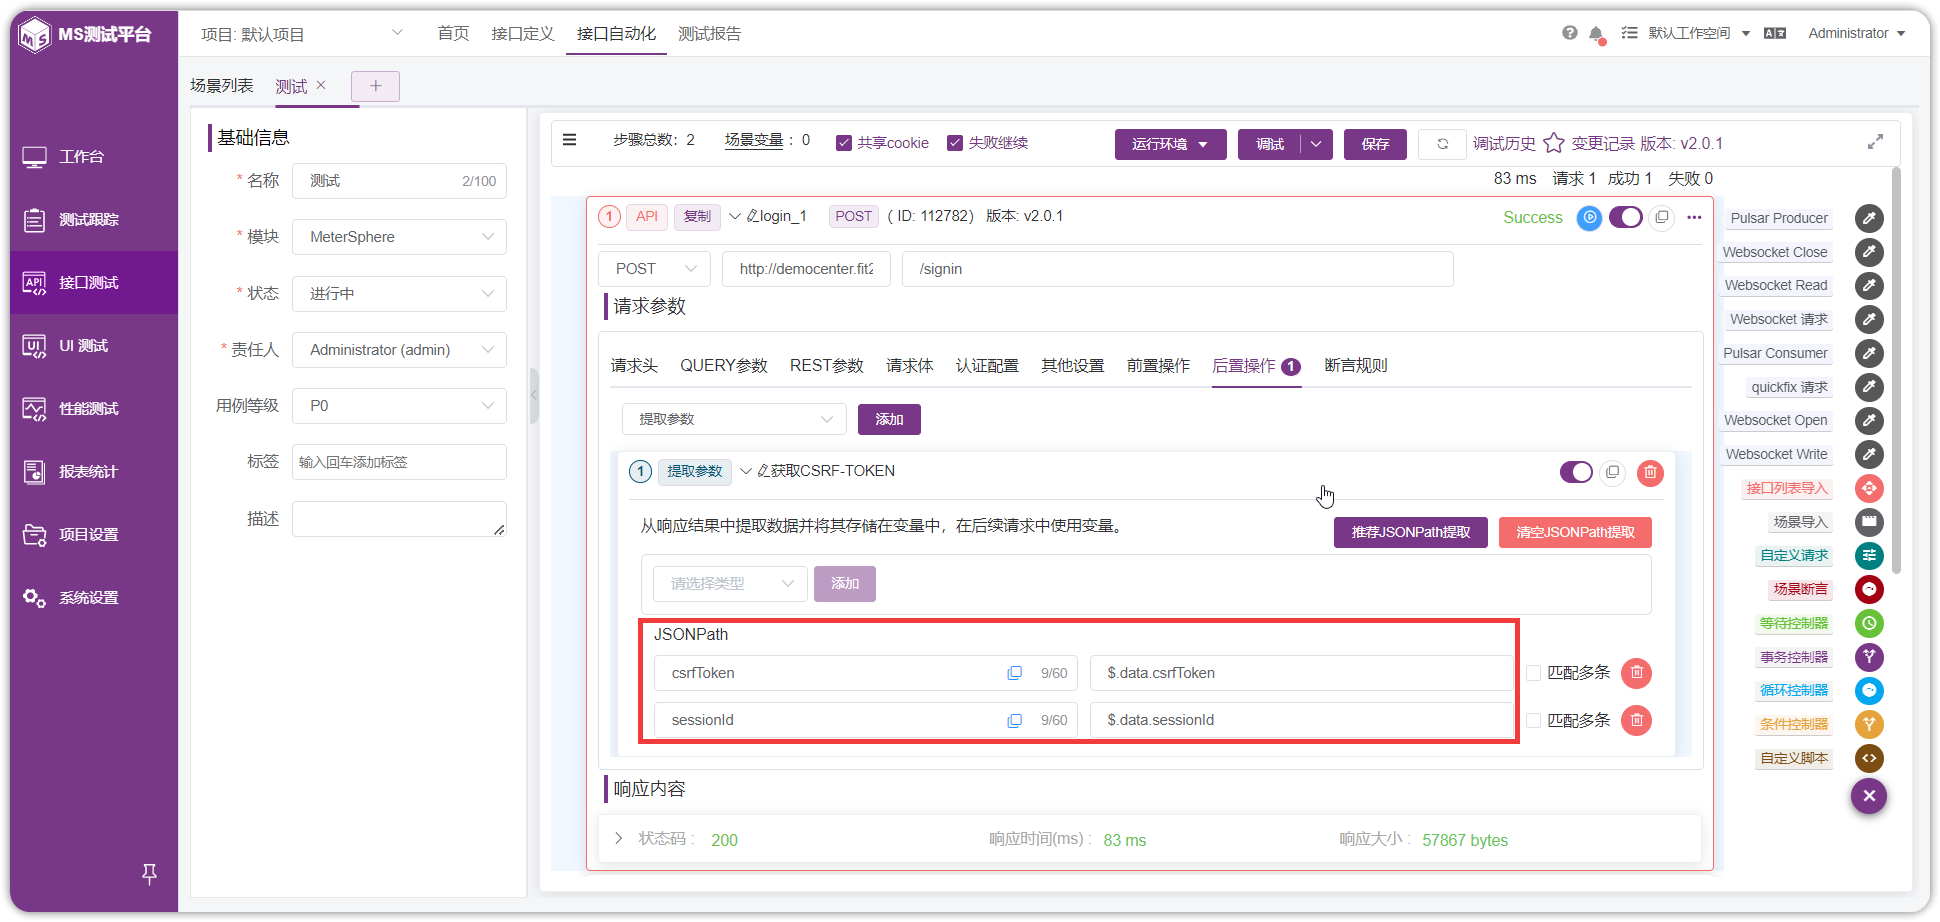 MS测试平台
项目: 默认项目
首页 接口定义 接口自动化 测试报告
默认工作空间
Administrator
场景列表 测试
工作台
测试跟踪
接口测试
UI 测试
性能测试
报表统计
项目设置
系统设置
基础信息
* 名称 测试 2/100
* 模块 MeterSphere
* 状态 进行中
* 责任人 Administrator (admin)
用例等级 P0
标签 输入回车添加标签
描述
步骤总数: 2 场景变量 : 0 共享cookie 失败继续 运行环境 调试 保存 调试历史 变更记录 版本: v2.0.1
83 ms 请求 1 成功 1 失败 0
1 API 复制 login_1 POST ( ID: 112782) 版本: v2.0.1 Success
POST http://democenter.fit2 /signin
请求参数
请求头 QUERY参数 REST参数 请求体 认证配置 其他设置 前置操作 后置操作 1 断言规则
提取参数 添加
1 提取参数 获取CSRF-TOKEN
从响应结果中提取数据并将其存储在变量中，在后续请求中使用变量。 推荐JSONPath提取 清空JSONPath提取
请选择类型 添加
JSONPath
csrfToken 9/60 $.data.csrfToken 匹配多条
sessionId 9/60 $.data.sessionId 匹配多条
响应内容
状态码 : 200 响应时间(ms) : 83 ms 响应大小 : 57867 bytes
Pulsar Producer
Websocket Close
Websocket Read
Websocket 请求
Pulsar Consumer
quickfix 请求
Websocket Open
Websocket Write
接口列表导入
场景导入
自定义请求
场景断言
等待控制器
事务控制器
循环控制器
条件控制器
自定义脚本